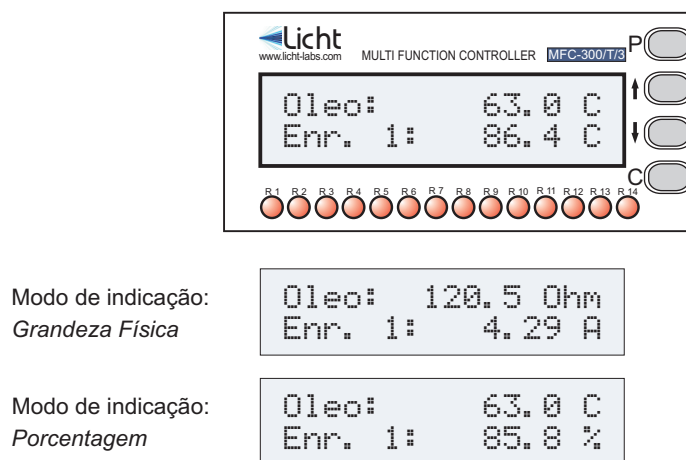 Licht
www.licht-labs.com MULTI FUNCTION CONTROLLER MFC-300/T/3 P
Oleo: 63.0 C
Enr. 1: 86.4 C
C
R 1 R 2 R 3 R 4 R 5 R 6 R 7 R 8 R 9 R 10 R 11 R 12 R 13 R 14
Modo de indicação:
Grandeza Física
Oleo: 120.5 Ohm
Enr. 1: 4.29 A
Modo de indicação:
Porcentagem
Oleo: 63.0 C
Enr. 1: 85.8 %